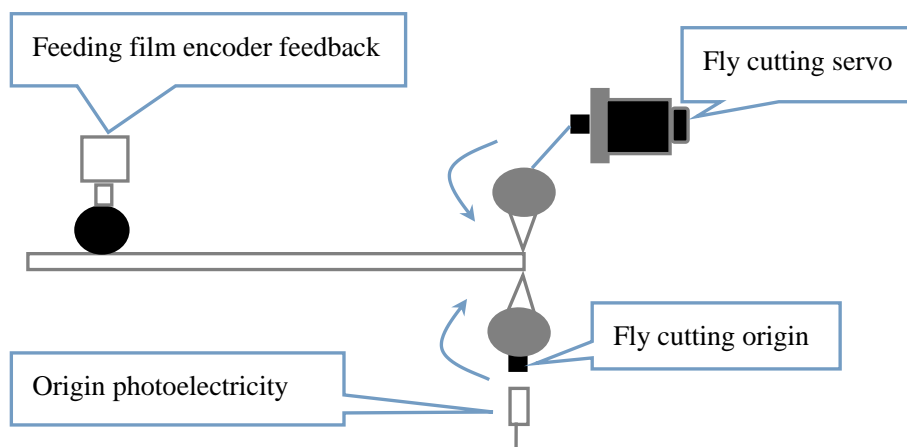 Feeding film encoder feedback
Fly cutting servo
Fly cutting origin
Origin photoelectricity